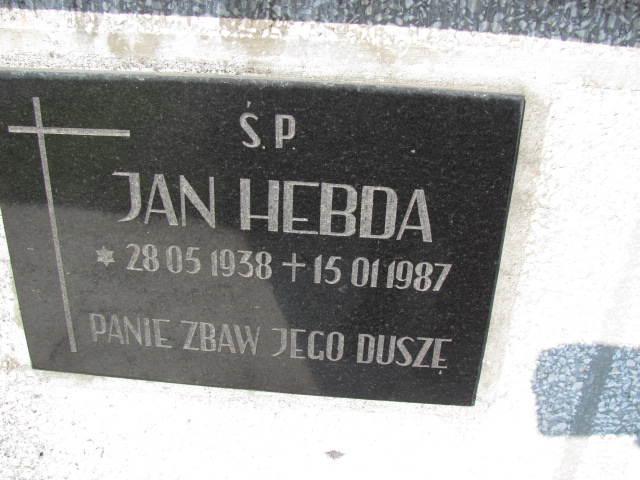 Ś.P.
JAN HEBDA
* 28 05 1938 + 15 01 1987
PANIE ZBAW JEGO DUSZĘ